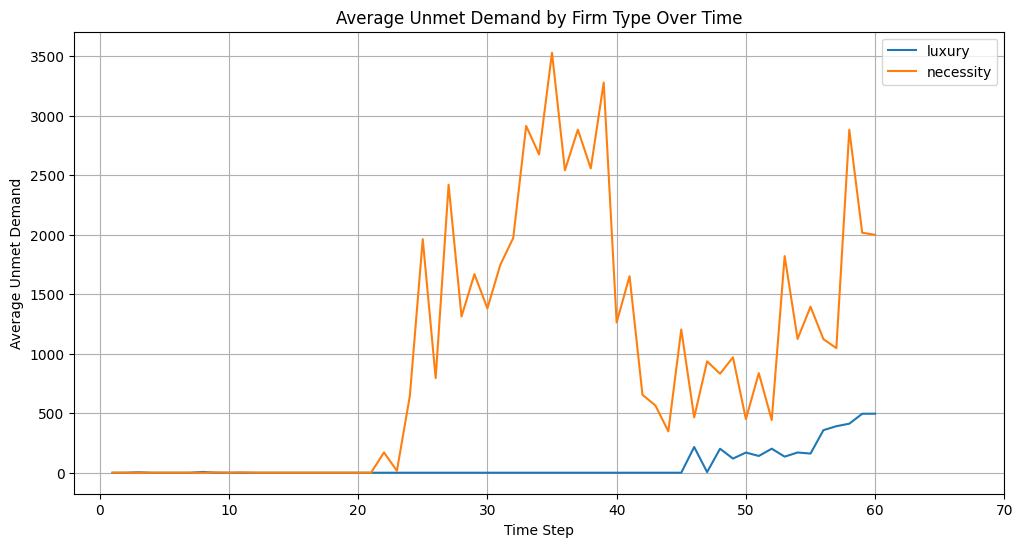 Average Unmet Demand by Firm Type Over Time
luxury
necessity
Average Unmet Demand
3500
3000
2500
2000
1500
1000
500
0
0 10 20 30 40 50 60 70
Time Step